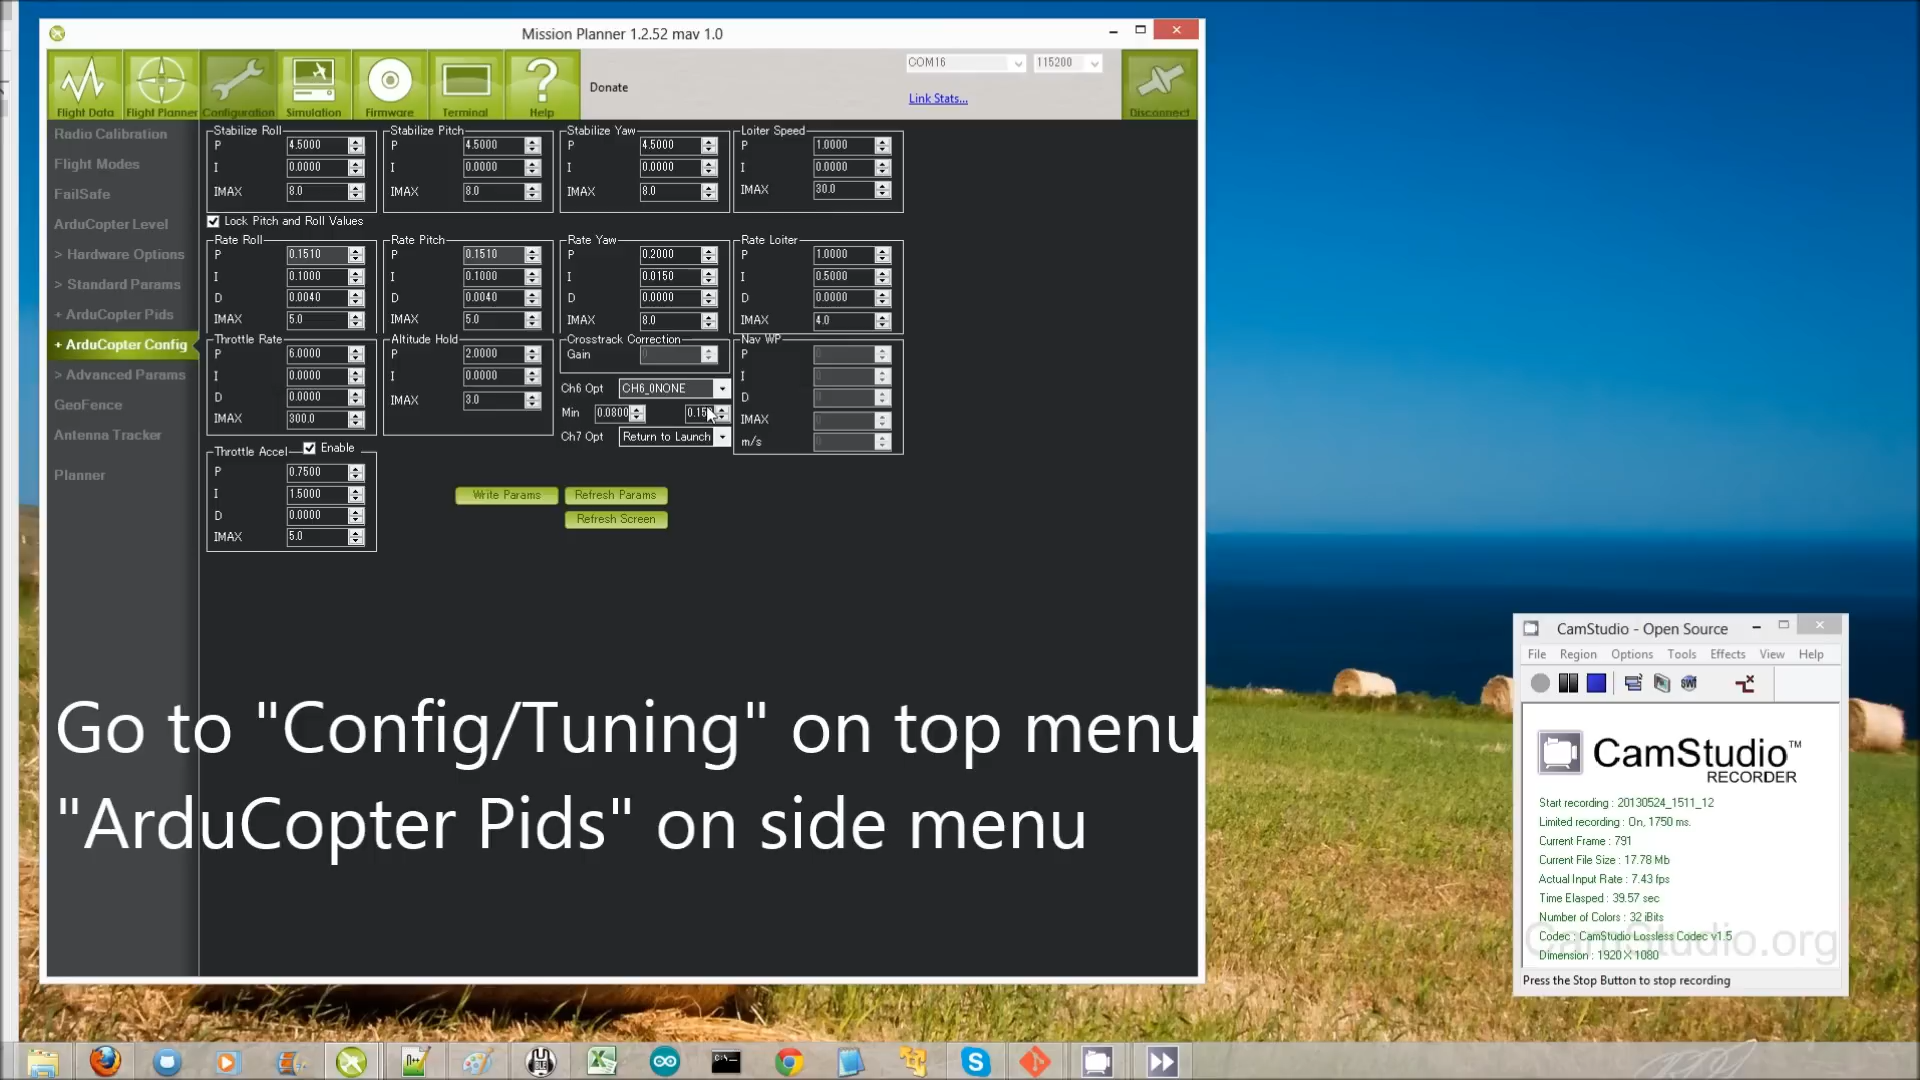 Mission Planner 1.2.52 mav 1.0
Flight Data
Flight Planner
Configuration
Simulation
Firmware
Terminal
Help
Donate
COM16
115200
Link Stats...
Disconnect
Radio Calibration
Flight Modes
FailSafe
ArduCopter Level
> Hardware Options
> Standard Params
+ ArduCopter Pids
+ ArduCopter Config
> Advanced Params
GeoFence
Antenna Tracker
Planner
Stabilize Roll
P 4.5000
I 0.0000
IMAX 8.0
Stabilize Pitch
P 4.5000
I 0.0000
IMAX 8.0
Stabilize Yaw
P 4.5000
I 0.0000
IMAX 8.0
Loiter Speed
P 1.0000
I 0.0000
IMAX 30.0
Lock Pitch and Roll Values
Rate Roll
P 0.1510
I 0.1000
D 0.0040
IMAX 5.0
Rate Pitch
P 0.1510
I 0.1000
D 0.0040
IMAX 5.0
Rate Yaw
P 0.2000
I 0.0150
D 0.0000
IMAX 8.0
Rate Loiter
P 1.0000
I 0.5000
D 0.0000
IMAX 4.0
Throttle Rate
P 6.0000
I 0.0000
D 0.0000
IMAX 300.0
Altitude Hold
P 2.0000
I 0.0000
IMAX 3.0
Crosstrack Correction
Gain 0
Ch6 Opt CH6_0NONE
Min 0.0800
Ch7 Opt Return to Launch
Nav WP
P 0
I 0
D 0
IMAX 0
m/s 0
Throttle Accel Enable
P 0.7500
I 1.5000
D 0.0000
IMAX 5.0
Write Params
Refresh Params
Refresh Screen
Go to "Config/Tuning" on top menu
"ArduCopter Pids" on side menu
CamStudio - Open Source
File Region Options Tools Effects View Help
SWF
CamStudio™
RECORDER
Start recording : 20130524_1511_12
Limited recording : On, 1750 ms.
Current Frame : 791
Current File Size : 17.78 Mb
Actual Input Rate : 7.43 fps
Time Elasped : 39.57 sec
Number of Colors : 32 iBits
Codec : CamStudio Lossless Codec v1.5
CamStudio.org
Dimension : 1920 X 1080
Press the Stop Button to stop recording